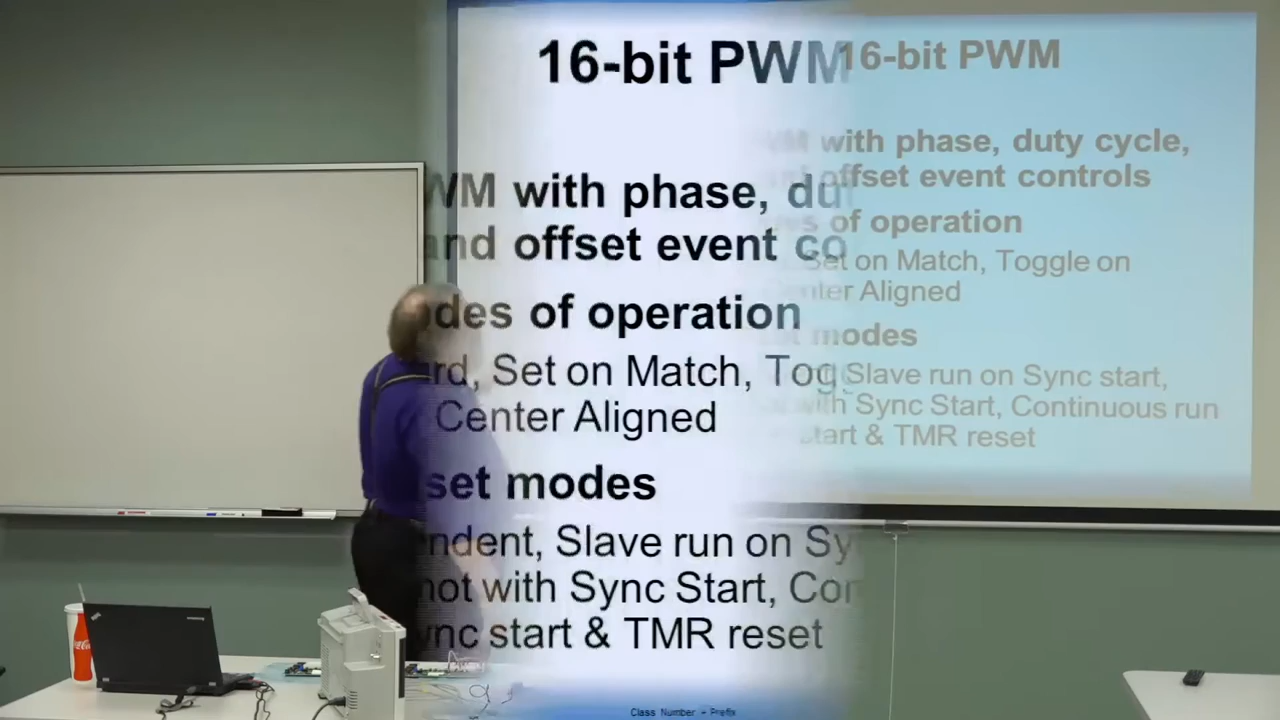 16-bit PWM
WM with phase, du
and offset event co
des of operation
rd, Set on Match, Togg
Center Aligned
set modes
ndent, Slave run on Sy
not with Sync Start, Con
ync start & TMR reset
Class Number - Prefix
16-bit PWM
with phase, duty cycle,
offset event controls
of operation
Set on Match, Toggle on
Center Aligned
modes
Slave run on Sync start,
with Sync Start, Continuous run
start & TMR reset